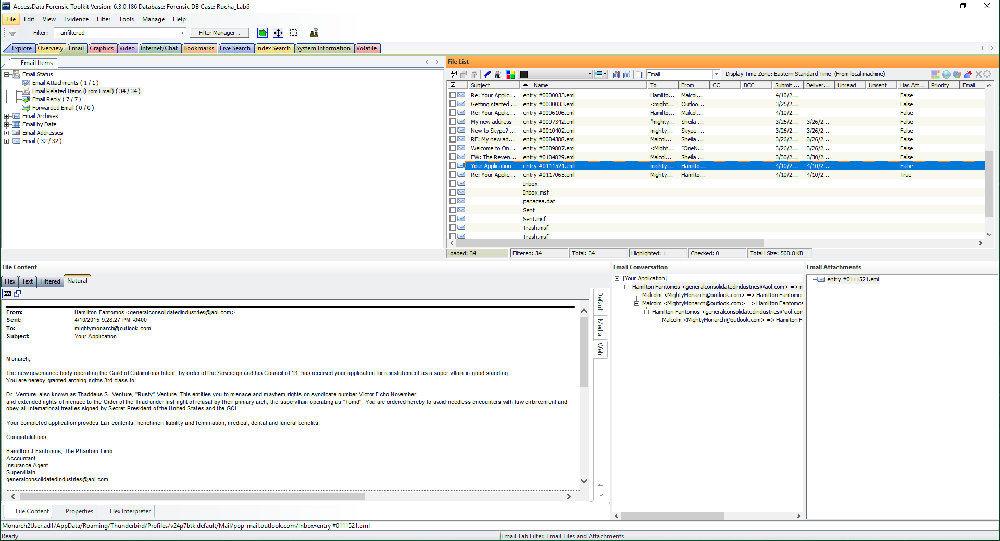 AccessData Forensic Toolkit Version: 6.3.0.186 Database: Forensic DB Case: Rucha_Lab6
File Edit View Evidence Filter Tools Manage Help
Filter: - unfiltered - Filter Manager...
Explore Overview Email Graphics Video Internet/Chat Bookmarks Live Search Index Search System Information Volatile
Email Items
Email Status
Email Attachments ( 1 / 1 )
Email Related Items (From Email) ( 34 / 34 )
Email Reply ( 7 / 7 )
Forwarded Email ( 0 / 0 )
Email Archives
Email by Date
Email Addresses
Email ( 32 / 32 )
File List
Email Display Time Zone: Eastern Standard Time (From local machine)
Subject Name To From CC BCC Submit ... Deliver... Unread Unsent Has Att... Priority Email
Re: Your Applic... entry #0000033.eml Hamilto... Malcol... 4/10/2... False
Getting started ... entry #0000033.eml <might... Outloo... 3/25/2... False
Re: Your Applic... entry #0006106.eml Hamilto... Malcol... 4/10/2... False
My new address entry #0007342.eml "mighty... Sheila ... 3/26/2... 3/26/2... False
New to Skype? ... entry #0010402.eml mighty... Skype ... 3/26/2... 3/26/2... False
RE: My new ad... entry #0084388.eml Malcol... Sheila ... 3/26/2... 3/26/2... False
Welcome to On... entry #0089807.eml <Might... "OneN... 3/26/2... 3/26/2... False
FW: The Reven... entry #0104829.eml Malcol... Sheila ... 3/30/2... 3/30/2... False
Your Application entry #0111521.eml mighty... Hamilto... 4/10/2... 4/10/2... False
Re: Your Applic... entry #0117065.eml Mighty... Hamilto... 4/10/2... 4/10/2... True
Inbox
Inbox.msf
panacea.dat
Sent
Sent.msf
Trash.msf
Trash.msf
Loaded: 34 Filtered: 34 Total: 34 Highlighted: 1 Checked: 0 Total LSize: 508.8 KB
File Content
Hex Text Filtered Natural
CSS
From: Hamilton Fantomos <generalconsolidatedindustries@aol.com>
Sent: 4/10/2015 9:28:27 PM -0400
To: mightymonarch@outlook.com
Subject: Your Application
Monarch,
The new governance body operating the Guild of Calamitous Intent, by order of the Sovereign and his Council of 13, has received your application for reinstatement as a super villain in good standing.
You are hereby granted arching rights 3rd class to:
Dr. Venture, also known as Thaddeus S. Venture, "Rusty" Venture. This entitles you to menace and mayhem rights on syndicate number Victor Echo November,
and extended rights of menace to the Order of the Triad under first right of refusal by their primary arch, the supervillain operating as "Torrid". You are ordered hereby to avoid needless encounters with law enforcement and
obey all international treaties signed by Secret President of the United States and the GCI.
Your completed application provides Lair contents, henchmen liability and termination, medical, dental and funeral benefits.
Congratulations,
Hamilton J Fantomos, The Phantom Limb
Accountant
Insurance Agent
Supervillain
generalconsolidatedindustries@aol.com
Default
Media
Web
File Content Properties Hex Interpreter
Email Conversation
[Your Application]
Hamilton Fantomos <generalconsolidatedindustries@aol.com> => m
Malcolm <MightyMonarch@outlook.com> => Hamilton Fantomos
Malcolm <MightyMonarch@outlook.com> => Hamilton Fantomos
Hamilton Fantomos <generalconsolidatedindustries@aol.com
Malcolm <MightyMonarch@outlook.com> => Hamilton F
Email Attachments
entry #0111521.eml
Monarch2User.ad1/AppData/Roaming/Thunderbird/Profiles/v24p7btk.default/Mail/pop-mail.outlook.com/Inbox»entry #0111521.eml
Ready Email Tab Filter: Email Files and Attachments